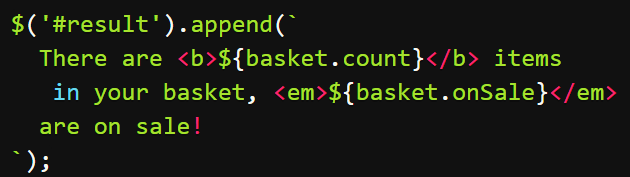 $('#result').append(`
  There are <b>${basket.count}</b> items
   in your basket, <em>${basket.onSale}</em>
  are on sale!
`);